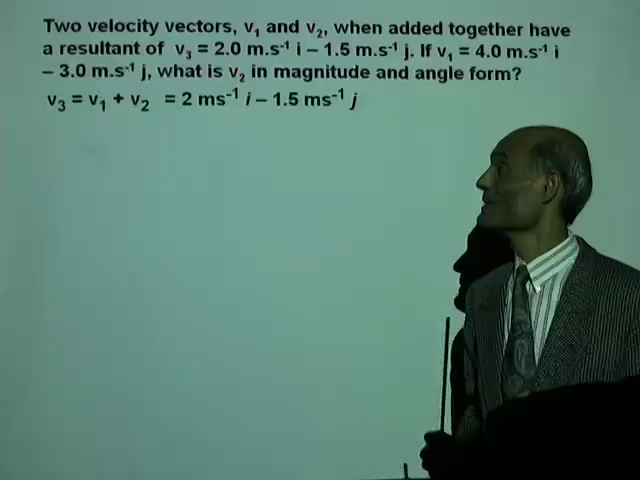 Two velocity vectors, v₁ and v₂, when added together have
a resultant of v₃ = 2.0 m.s⁻¹ i – 1.5 m.s⁻¹ j. If v₁ = 4.0 m.s⁻¹ i
– 3.0 m.s⁻¹ j, what is v₂ in magnitude and angle form?
v₃ = v₁ + v₂ = 2 ms⁻¹ i – 1.5 ms⁻¹ j